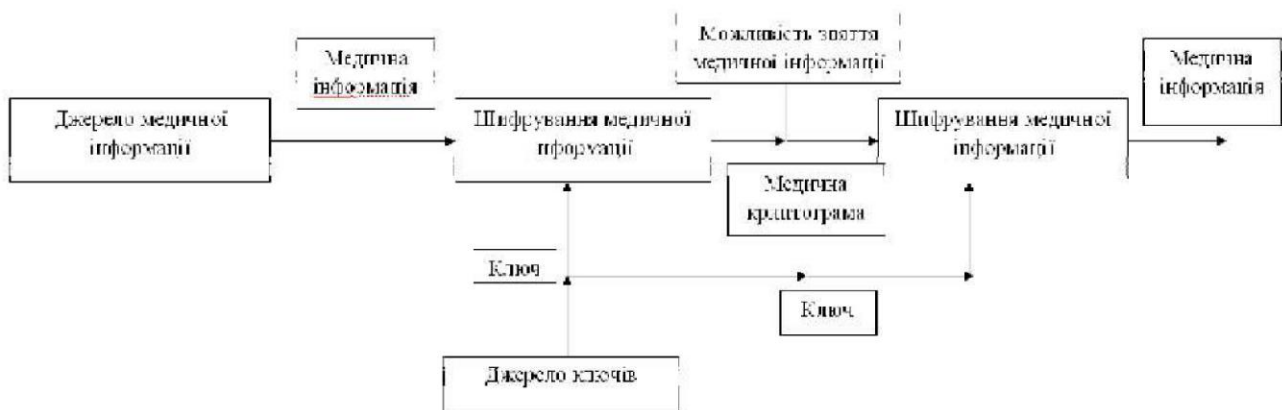 Медична
інформація
Можливість зняття
медичної інформації
Медична
інформація
Джерело медичної
інформації
Шифрування медичної
інформації
Шифрування медичної
інформації
Медична
криптограма
Ключ
Ключ
Джерело ключів